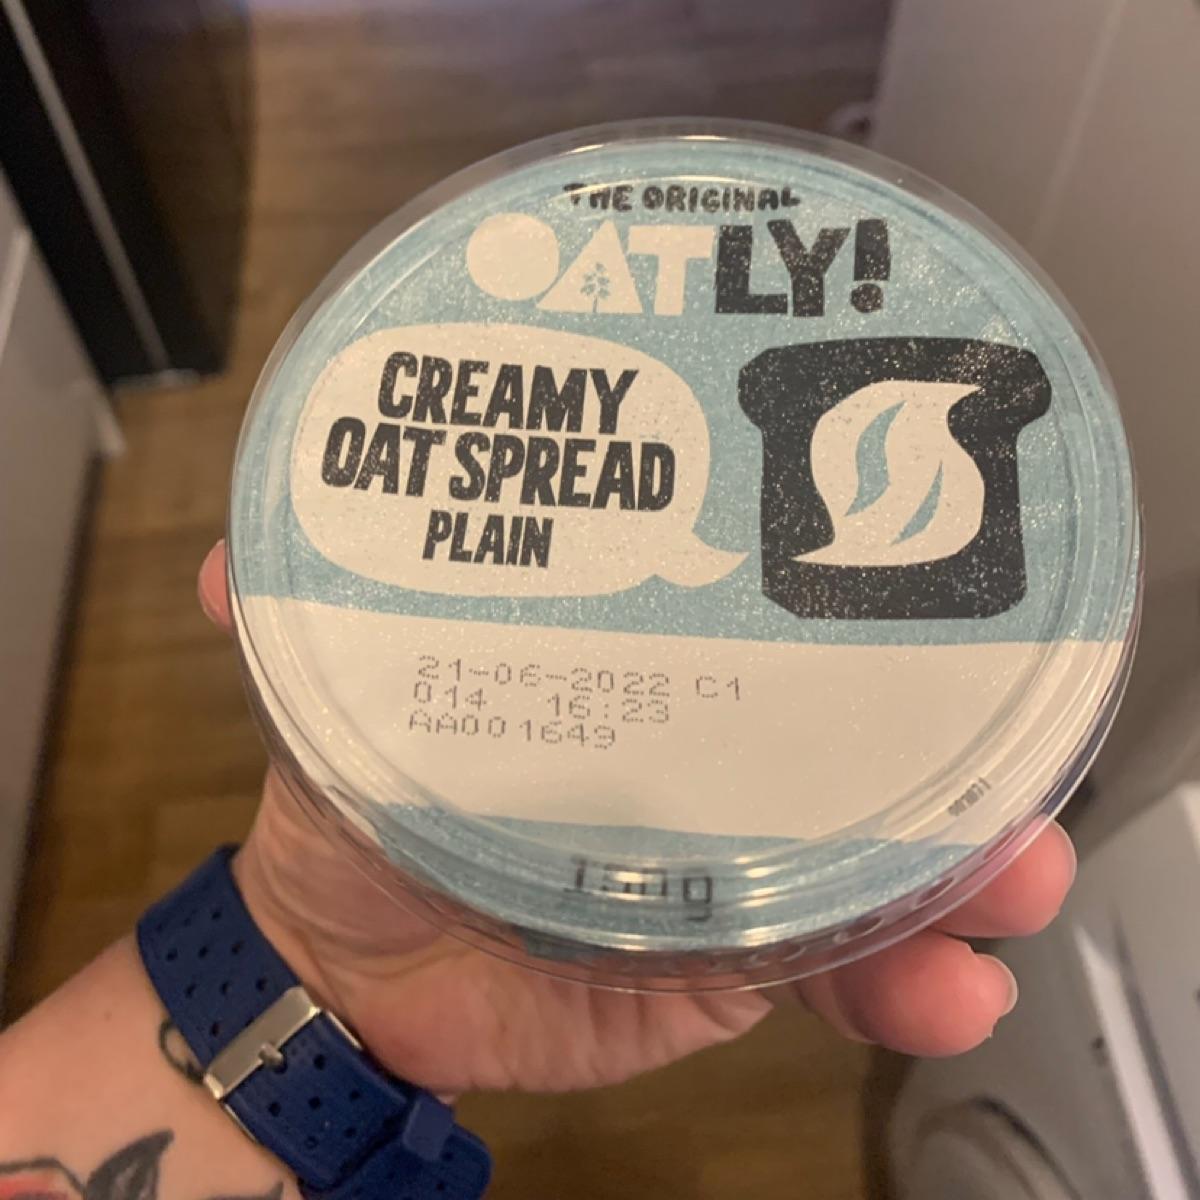 THE ORIGINAL
OATLY!
CREAMY
OAT SPREAD
PLAIN
21-06-2022 C1
014 16:23
AA001649
150g